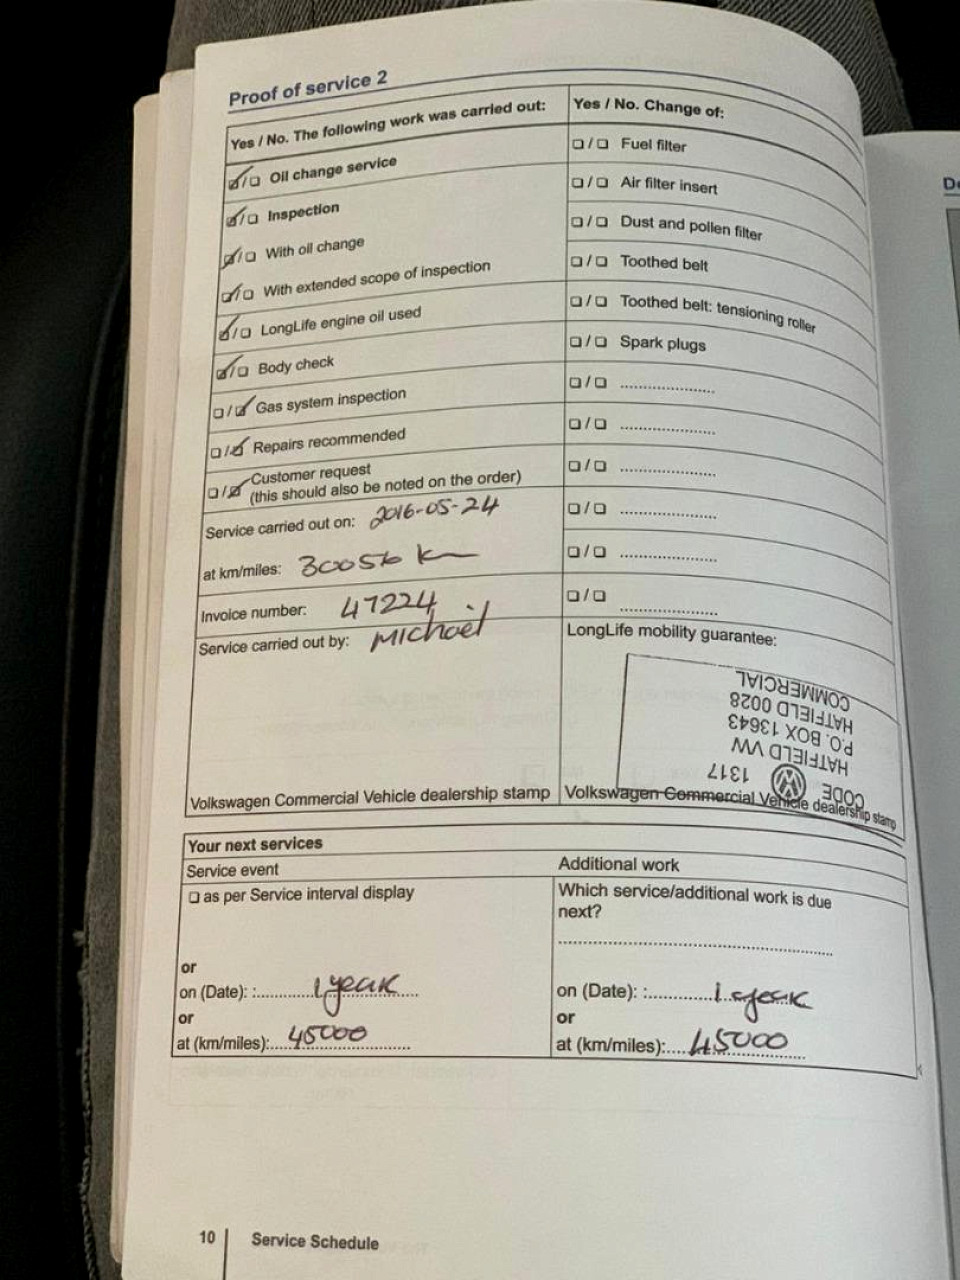 Proof of service 2
Yes / No. The following work was carried out:
☑/☐ Oil change service
☑/☐ Inspection
☑/☐ With oil change
☑/☐ With extended scope of inspection
☑/☐ LongLife engine oil used
☑/☐ Body check
☐/☑ Gas system inspection
☐/☑ Repairs recommended
☐/☑ Customer request
(this should also be noted on the order)
Service carried out on: 2016-05-24
at km/miles: 30056 km
Invoice number: 47224
Service carried out by: Michael
Volkswagen Commercial Vehicle dealership stamp
Yes / No. Change of:
☐/☐ Fuel filter
☐/☐ Air filter insert
☐/☐ Dust and pollen filter
☐/☐ Toothed belt
☐/☐ Toothed belt: tensioning roller
☐/☐ Spark plugs
☐/☐ ....................
☐/☐ ....................
☐/☐ ....................
☐/☐ ....................
☐/☐ ....................
☐/☐ ....................
LongLife mobility guarantee:
CODE 1317
HATFIELD VW
P.O. BOX 13643
HATFIELD 0028
COMMERCIAL
Volkswagen Commercial Vehicle dealership stamp
Your next services
Service event
☐ as per Service interval display
or
on (Date): :.............1 year......
or
at (km/miles):....45000.........
Additional work
Which service/additional work is due
next?
on (Date): :.............1 year
or
at (km/miles):....45000
10 Service Schedule